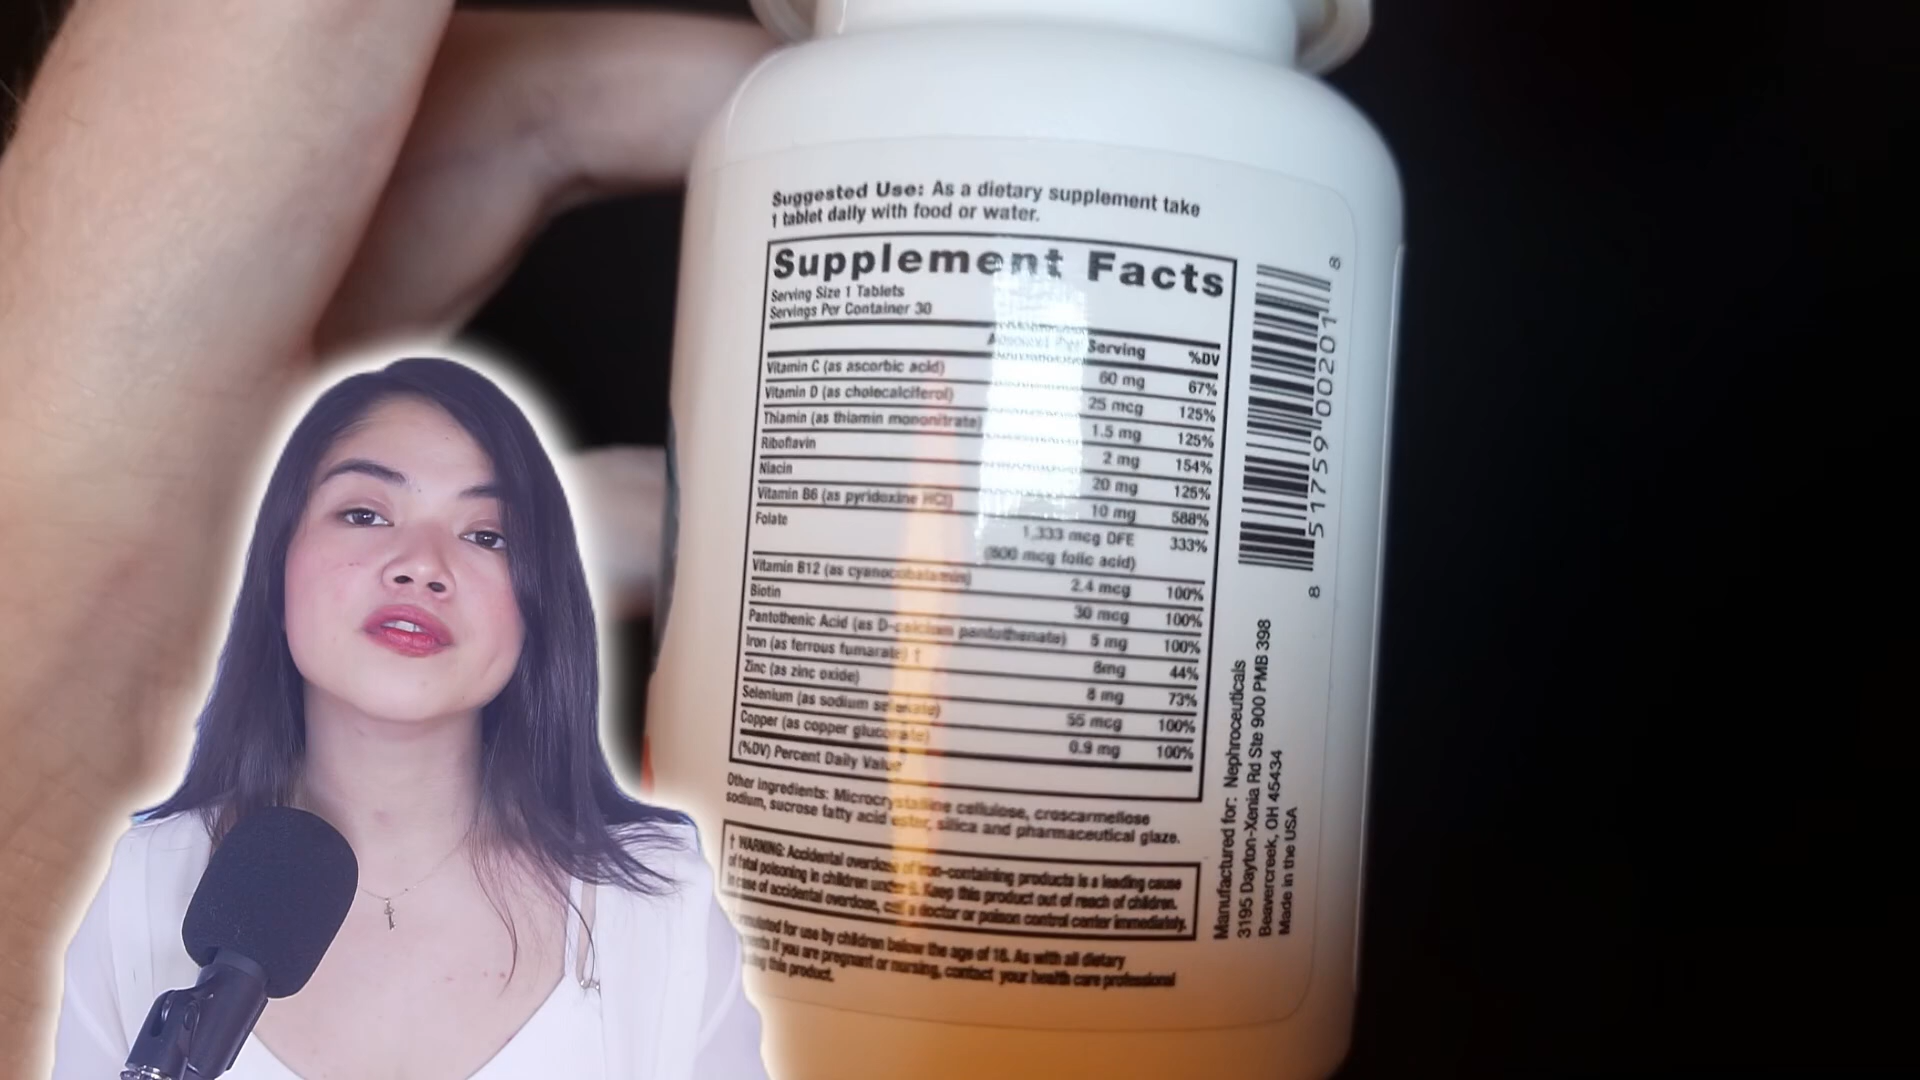 Suggested Use: As a dietary supplement take
1 tablet daily with food or water.
Supplement Facts
Serving Size 1 Tablets
Servings Per Container 30
Amount Per Serving %DV
Vitamin C (as ascorbic acid) 60 mg 67%
Vitamin D (as cholecalciferol) 25 mcg 125%
Thiamin (as thiamin mononitrate) 1.5 mg 125%
Riboflavin 2 mg 154%
Niacin 20 mg 125%
Vitamin B6 (as pyridoxine HCl) 10 mg 588%
Folate 1,333 mcg DFE 333%
(800 mcg folic acid)
Vitamin B12 (as cyanocobalamin) 2.4 mcg 100%
Biotin 30 mcg 100%
Pantothenic Acid (as D-calcium pantothenate) 5 mg 100%
Iron (as ferrous fumarate) † 8mg 44%
Zinc (as zinc oxide) 8 mg 73%
Selenium (as sodium selenate) 55 mcg 100%
Copper (as copper gluconate) 0.9 mg 100%
(%DV) Percent Daily Value
Other ingredients: Microcrystalline cellulose, croscarmellose
sodium, sucrose fatty acid ester, silica and pharmaceutical glaze.
† WARNING: Accidental overdose of iron-containing products is a leading cause
of fatal poisoning in children under 6. Keep this product out of reach of children.
In case of accidental overdose, call a doctor or poison control center immediately.
for use by children below the age of 18. As with all dietary
if you are pregnant or nursing, contact your health care professional
this product.
8 51759 00201 8
Manufactured for: Nephroceuticals
3195 Dayton-Xenia Rd Ste 900 PMB 398
Beavercreek, OH 45434
Made in the USA